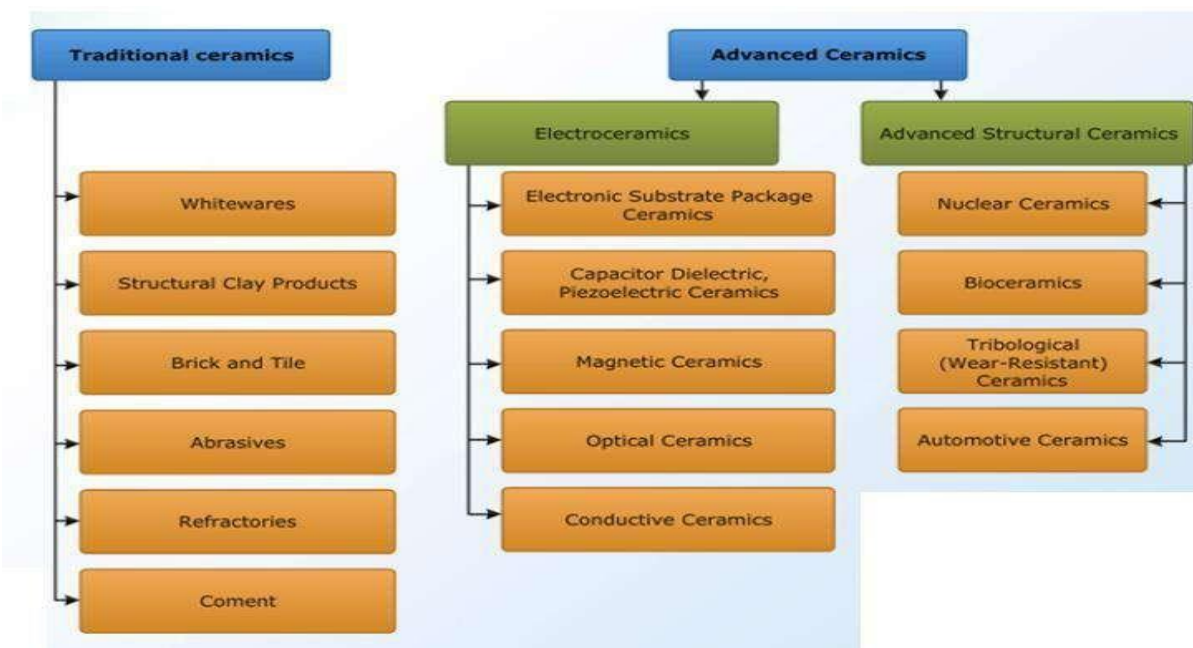 Traditional ceramics
Whitewares
Structural Clay Products
Brick and Tile
Abrasives
Refractories
Coment
Advanced Ceramics
Electroceramics
Electronic Substrate Package
Ceramics
Capacitor Dielectric,
Piezoelectric Ceramics
Magnetic Ceramics
Optical Ceramics
Conductive Ceramics
Advanced Structural Ceramics
Nuclear Ceramics
Bioceramics
Tribological
(Wear-Resistant)
Ceramics
Automotive Ceramics